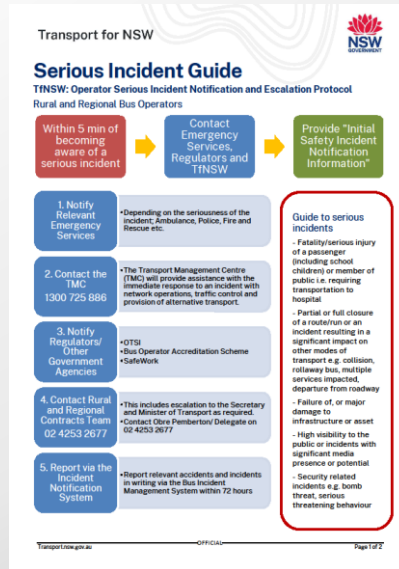 Transport for NSW
NSW
GOVERNMENT
Serious Incident Guide
TfNSW: Operator Serious Incident Notification and Escalation Protocol
Rural and Regional Bus Operators
Within 5 min of
becoming
aware of a
serious incident
Contact
Emergency
Services,
Regulators and
TfNSW
Provide "Initial
Safety Incident
Notification
Information"
1. Notify
Relevant
Emergency
Services
•Depending on the seriousness of the
incident; Ambulance, Police, Fire and
Rescue etc.
2. Contact the
TMC
1300 725 886
•The Transport Management Centre
(TMC) will provide assistance with the
immediate response to an incident with
network operations, traffic control and
provision of alternative transport.
3. Notify
Regulators/
Other
Government
Agencies
•OTSI
•Bus Operator Accreditation Scheme
•SafeWork
4. Contact Rural
and Regional
Contracts Team
02 4253 2677
•This includes escalation to the Secretary
and Minister of Transport as required.
•Contact Obre Pemberton/ Delegate on
02 4253 2677
5. Report via the
Incident
Notification
System
•Report relevant accidents and incidents
in writing via the Bus Incident
Management System within 72 hours
Guide to serious
incidents
- Fatality/serious injury
of a passenger
(including school
children) or member of
public i.e. requiring
transportation to
hospital
- Partial or full closure
of a route/run or an
incident resulting in a
significant impact on
other modes of
transport e.g. collision,
rollaway bus, multiple
services impacted,
departure from roadway
- Failure of, or major
damage to
infrastructure or asset
- High visibility to the
public or incidents with
significant media
presence or potential
- Security related
incidents e.g. bomb
threat, serious
threatening behaviour
Transport.nsw.gov.au
OFFICIAL
Page 1 of 2